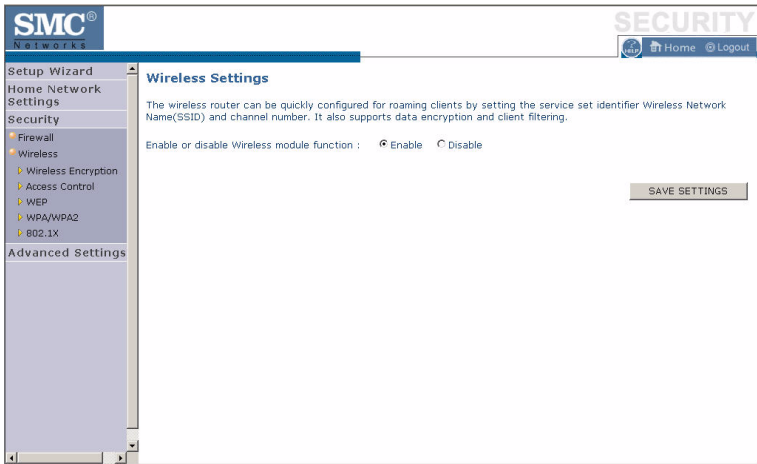 SMC®
Networks
SECURITY
HELP
Home
Logout
Setup Wizard
Home Network
Settings
Security
Firewall
Wireless
Wireless Encryption
Access Control
WEP
WPA/WPA2
802.1X
Advanced Settings
Wireless Settings
The wireless router can be quickly configured for roaming clients by setting the service set identifier Wireless Network
Name(SSID) and channel number. It also supports data encryption and client filtering.
Enable or disable Wireless module function : Enable Disable
SAVE SETTINGS